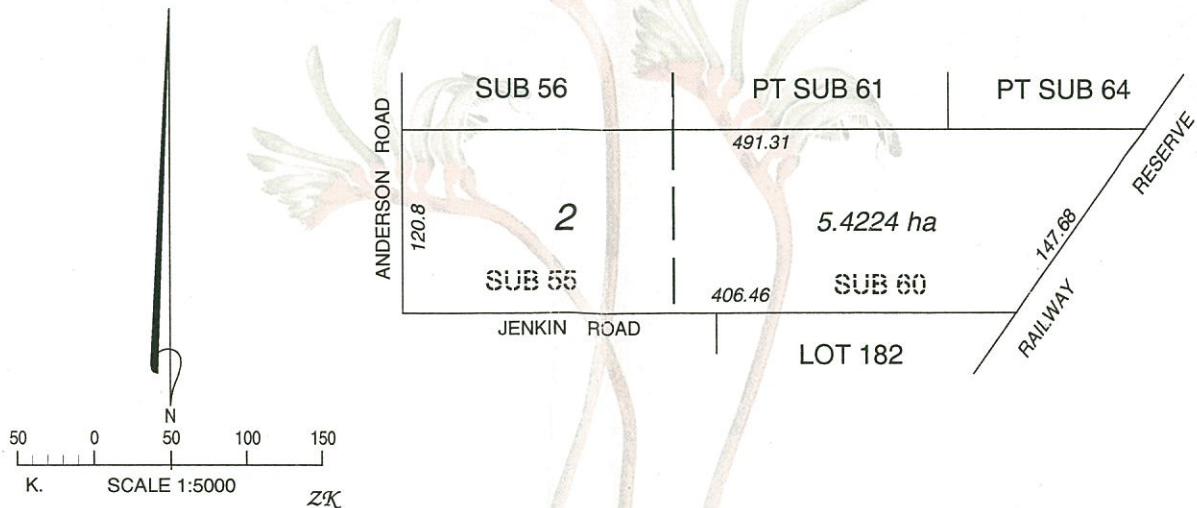 SUB 56
PT SUB 61
PT SUB 64
ANDERSON ROAD
491.31
RESERVE
120.8
2
5.4224 ha
147.68
SUB 55
406.46
SUB 60
JENKIN ROAD
RAILWAY
LOT 182
N
50 0 50 100 150
K. SCALE 1:5000
ZK